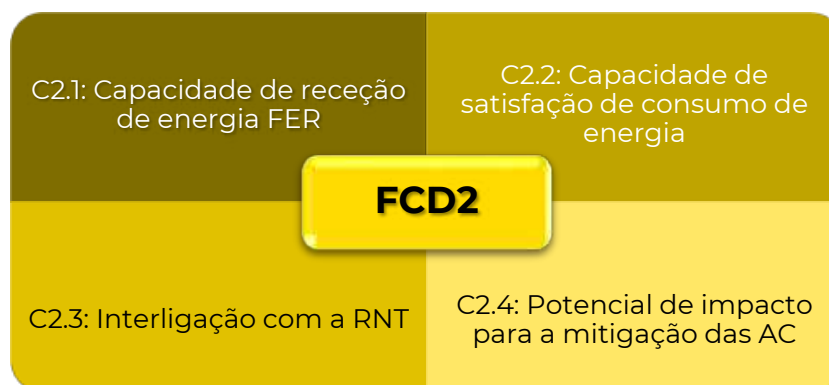 C2.1: Capacidade de receção
de energia FER
C2.2: Capacidade de
satisfação de consumo de
energia
FCD2
C2.3: Interligação com a RNT
C2.4: Potencial de impacto
para a mitigação das AC